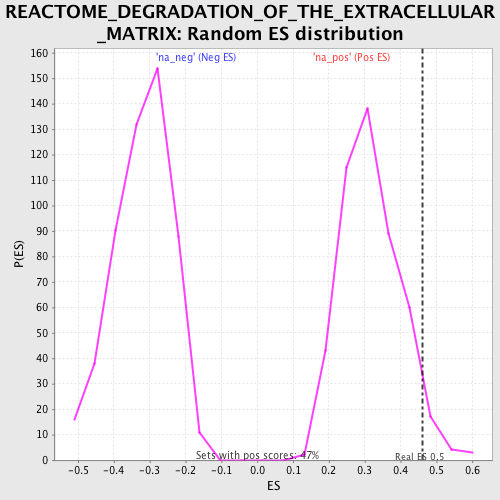 REACTOME_DEGRADATION_OF_THE_EXTRACELLULAR
_MATRIX: Random ES distribution
'na_neg' (Neg ES) 'na_pos' (Pos ES)
160
150
140
130
120
110
100
90
80
70
60
50
40
30
20
10
0
P(ES)
Sets with pos scores: 47% Real ES 0,5
-0.5 -0.4 -0.3 -0.2 -0.1 0.0 0.1 0.2 0.3 0.4 0.5 0.6
ES